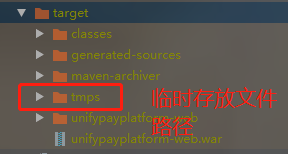 target
classes
generated-sources
maven-archiver
tmps
临时存放文件
路径
unifypayplatform-web
unifypayplatform-web.war